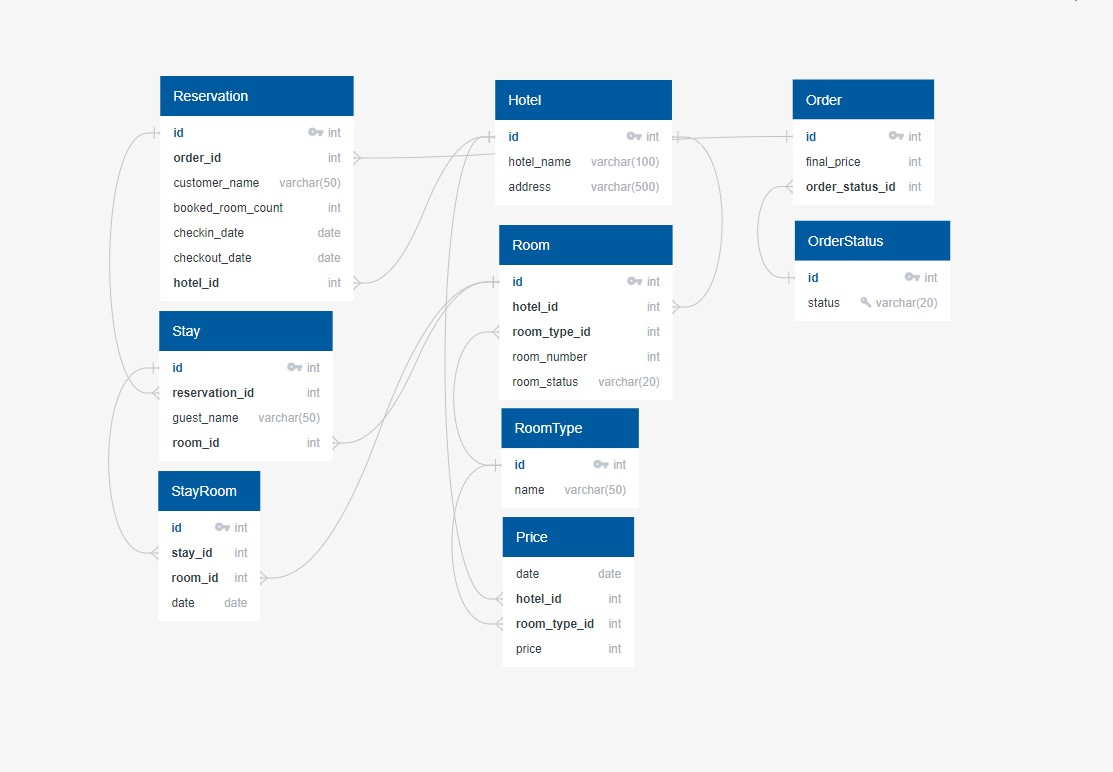 Reservation
id int
order_id int
customer_name varchar(50)
booked_room_count int
checkin_date date
checkout_date date
hotel_id int
Stay
id int
reservation_id int
guest_name varchar(50)
room_id int
StayRoom
id int
stay_id int
room_id int
date date
Hotel
id int
hotel_name varchar(100)
address varchar(500)
Room
id int
hotel_id int
room_type_id int
room_number int
room_status varchar(20)
RoomType
id int
name varchar(50)
Price
date date
hotel_id int
room_type_id int
price int
Order
id int
final_price int
order_status_id int
OrderStatus
id int
status varchar(20)